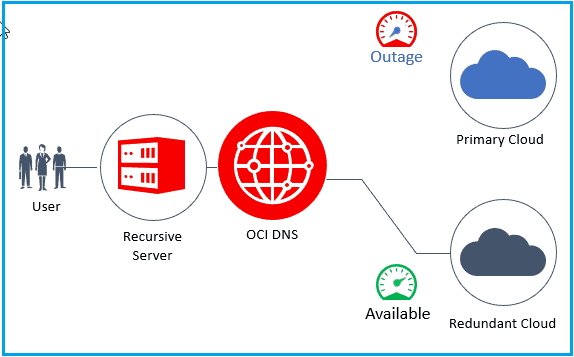 Outage
Primary Cloud
User
Recursive
Server
OCI DNS
Available
Redundant Cloud